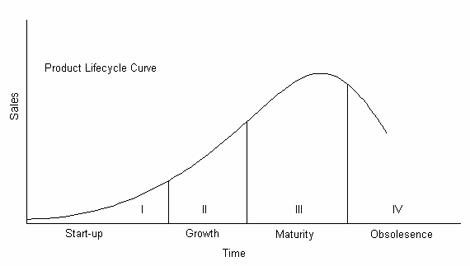 Product Lifecycle Curve
Sales
I
II
III
IV
Start-up
Growth
Maturity
Obsolesence
Time